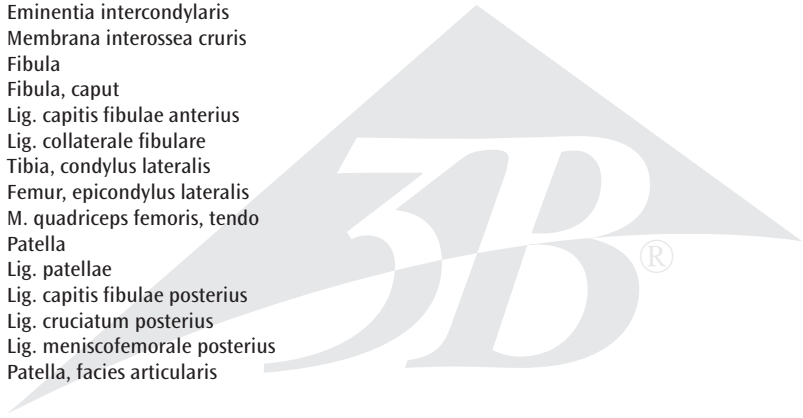 Eminentia intercondylaris
Membrana interossea cruris
Fibula
Fibula, caput
Lig. capitis fibulae anterius
Lig. collaterale fibulare
Tibia, condylus lateralis
Femur, epicondylus lateralis
M. quadriceps femoris, tendo
Patella
Lig. patellae
Lig. capitis fibulae posterius
Lig. cruciatum posterius
Lig. meniscofemorale posterius
Patella, facies articularis
3B®